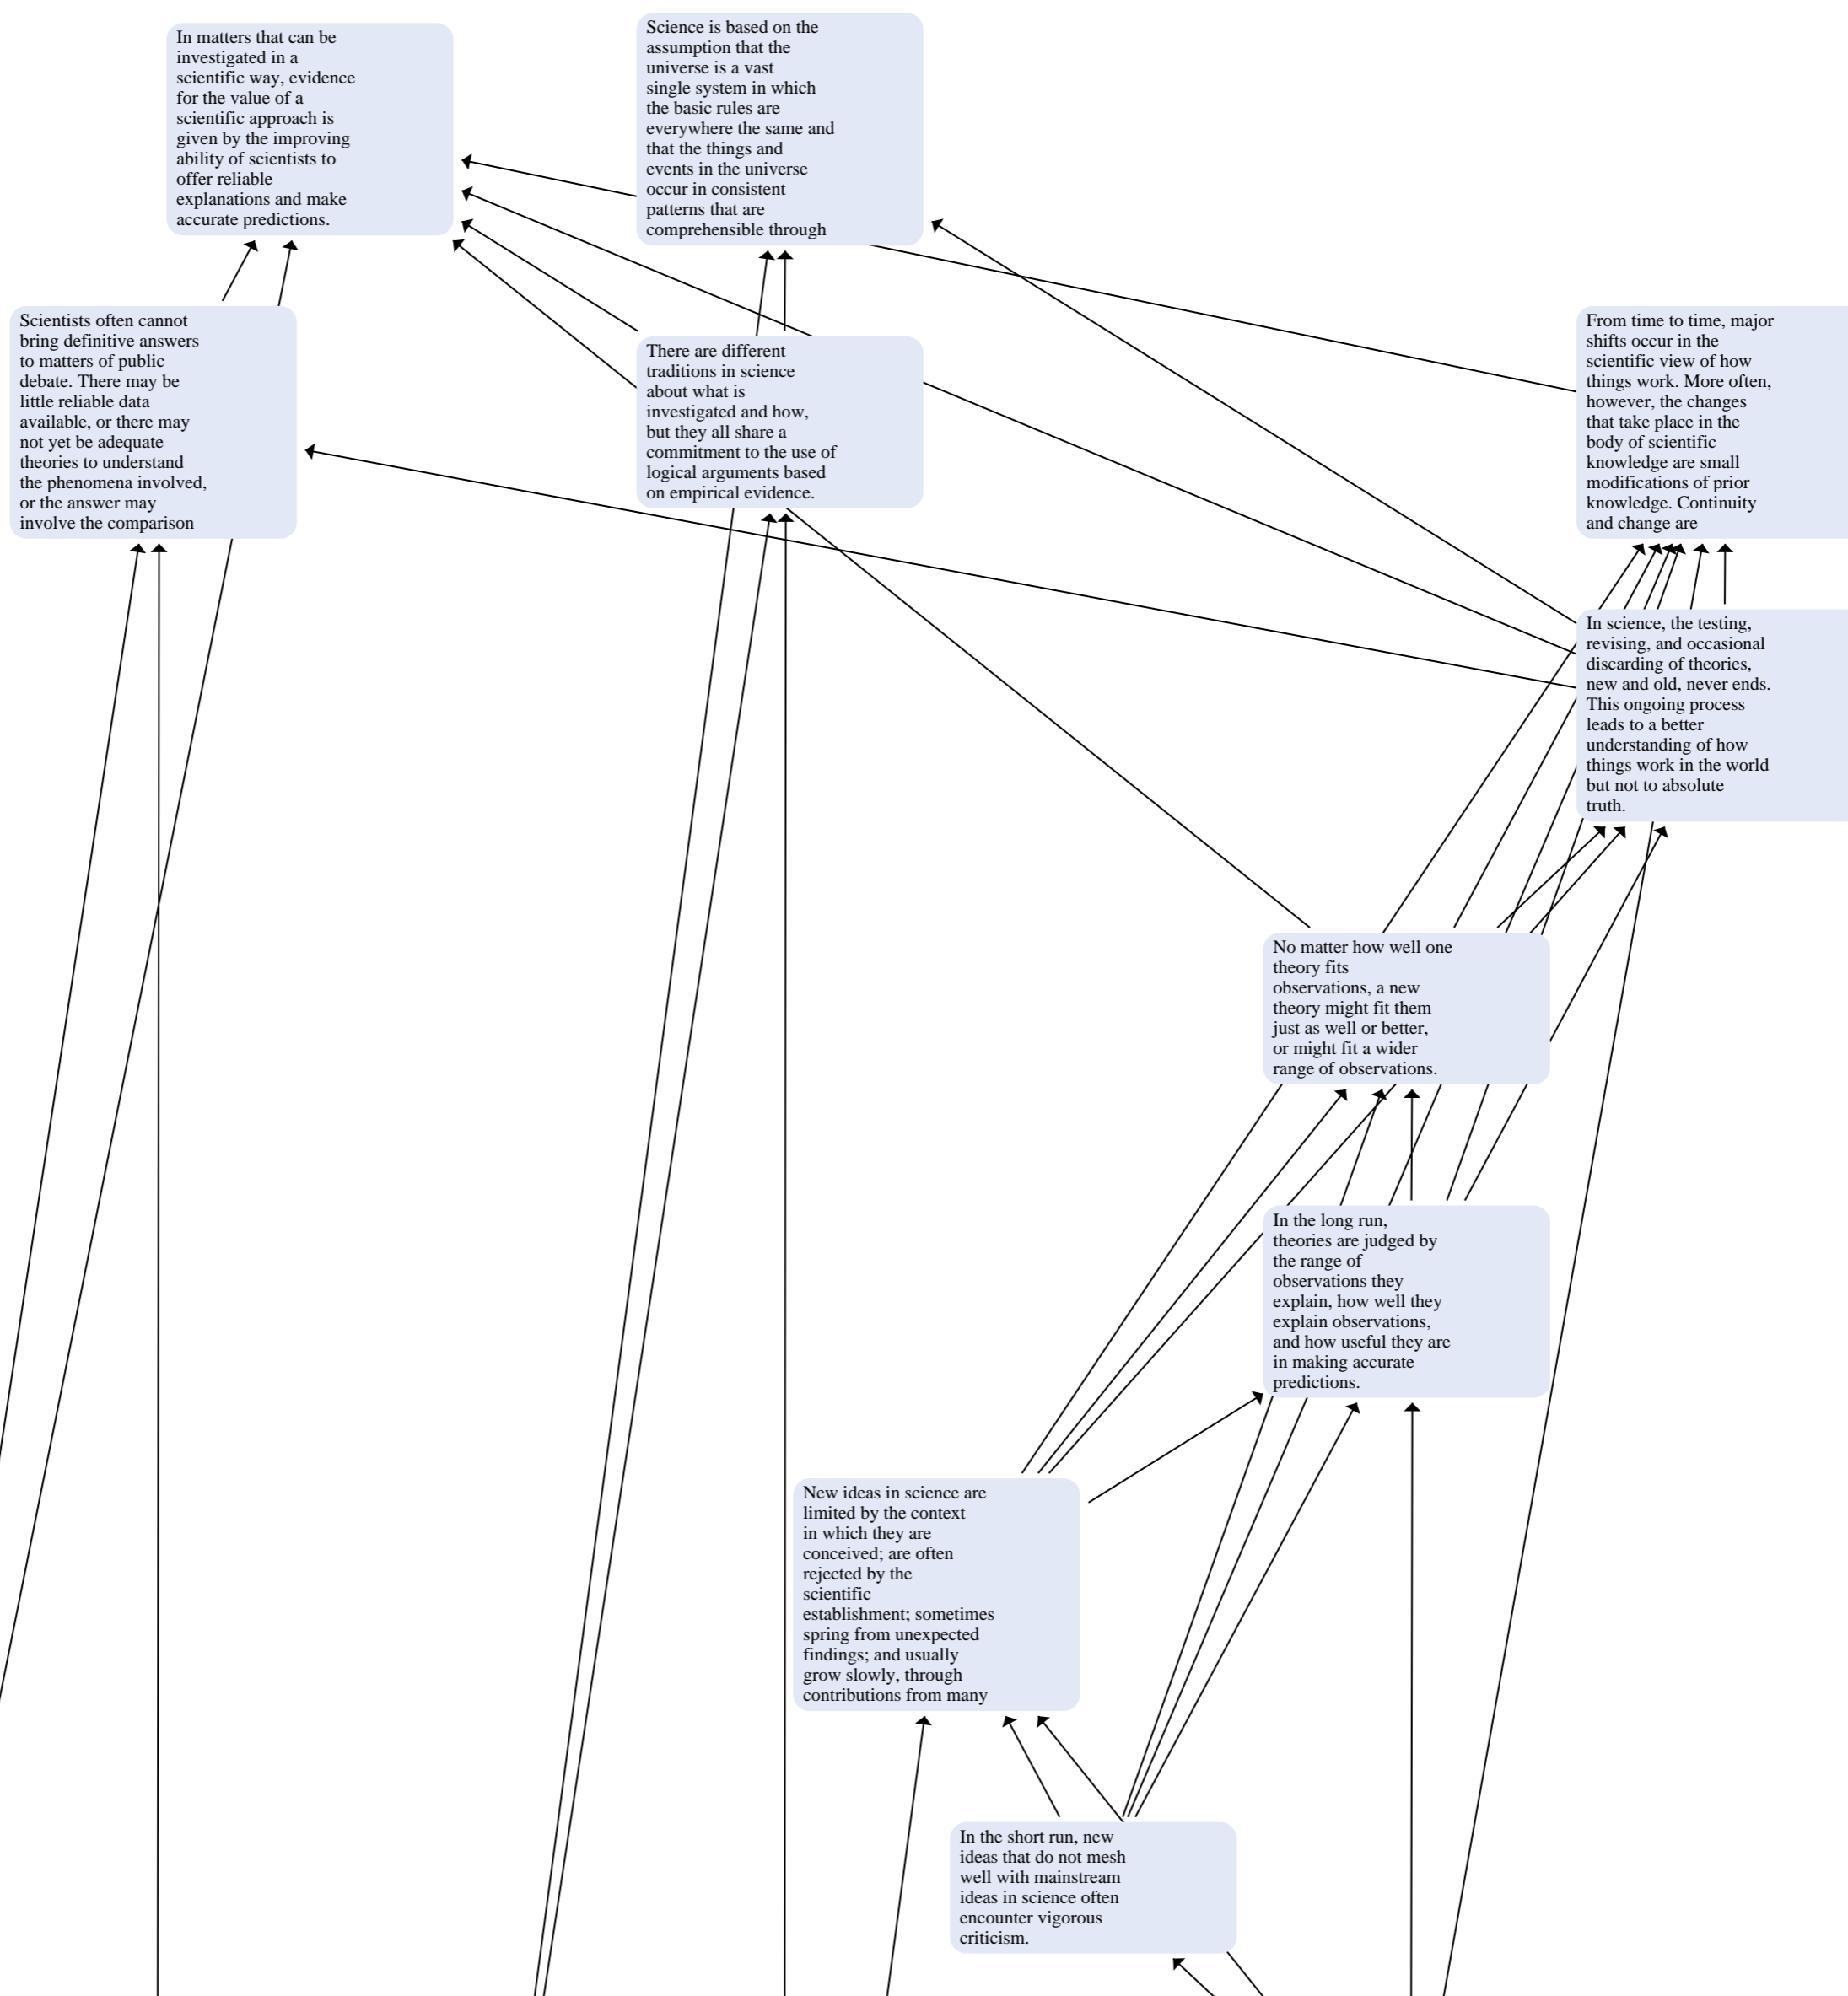 In matters that can be
investigated in a
scientific way, evidence
for the value of a
scientific approach is
given by the improving
ability of scientists to
offer reliable
explanations and make
accurate predictions.
Science is based on the
assumption that the
universe is a vast
single system in which
the basic rules are
everywhere the same and
that the things and
events in the universe
occur in consistent
patterns that are
comprehensible through
Scientists often cannot
bring definitive answers
to matters of public
debate. There may be
little reliable data
available, or there may
not yet be adequate
theories to understand
the phenomena involved,
or the answer may
involve the comparison
There are different
traditions in science
about what is
investigated and how,
but they all share a
commitment to the use of
logical arguments based
on empirical evidence.
From time to time, major
shifts occur in the
scientific view of how
things work. More often,
however, the changes
that take place in the
body of scientific
knowledge are small
modifications of prior
knowledge. Continuity
and change are
In science, the testing,
revising, and occasional
discarding of theories,
new and old, never ends.
This ongoing process
leads to a better
understanding of how
things work in the world
but not to absolute
truth.
No matter how well one
theory fits
observations, a new
theory might fit them
just as well or better,
or might fit a wider
range of observations.
In the long run,
theories are judged by
the range of
observations they
explain, how well they
explain observations,
and how useful they are
in making accurate
predictions.
New ideas in science are
limited by the context
in which they are
conceived; are often
rejected by the
scientific
establishment; sometimes
spring from unexpected
findings; and usually
grow slowly, through
contributions from many
In the short run, new
ideas that do not mesh
well with mainstream
ideas in science often
encounter vigorous
criticism.